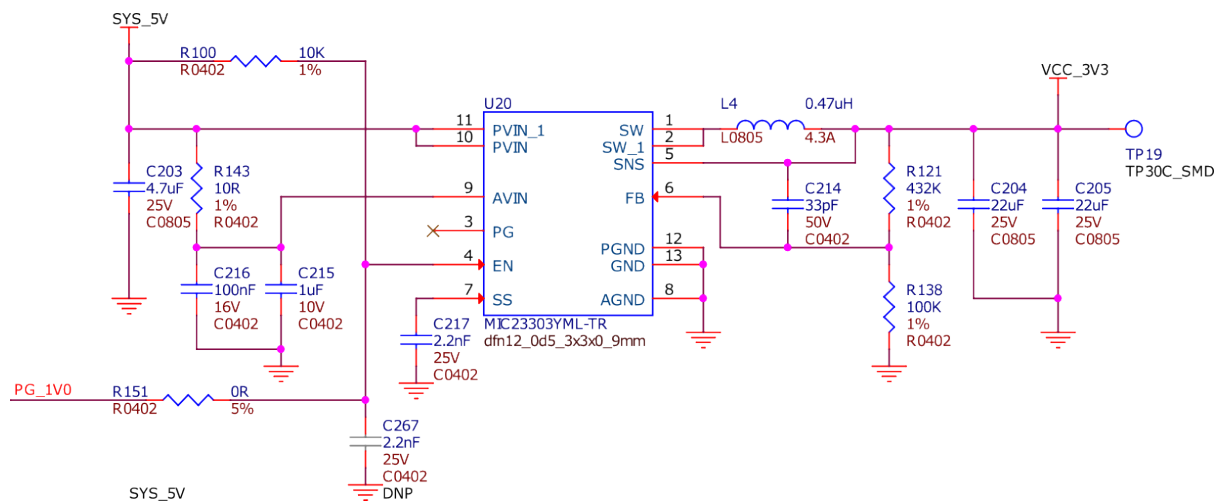 SYS_5V
R100 10K
R0402 1%
U20
L4 0.47uH
L0805 4.3A
VCC_3V3
TP19
TP30C_SMD
11 PVIN_1
10 PVIN
9 AVIN
3 PG
4 EN
7 SS
SW 1
SW_1 2
SNS 5
FB 6
PGND 12
GND 13
AGND 8
MIC23303YML-TR
dfn12_0d5_3x3x0_9mm
C203
4.7uF
25V
C0805
R143
10R
1%
R0402
C216
100nF
16V
C0402
C215
1uF
10V
C0402
C217
2.2nF
25V
C0402
C214
33pF
50V
C0402
R121
432K
1%
R0402
R138
100K
1%
R0402
C204
22uF
25V
C0805
C205
22uF
25V
C0805
PG_1V0
R151 0R
R0402 5%
C267
2.2nF
25V
C0402
DNP
SYS_5V